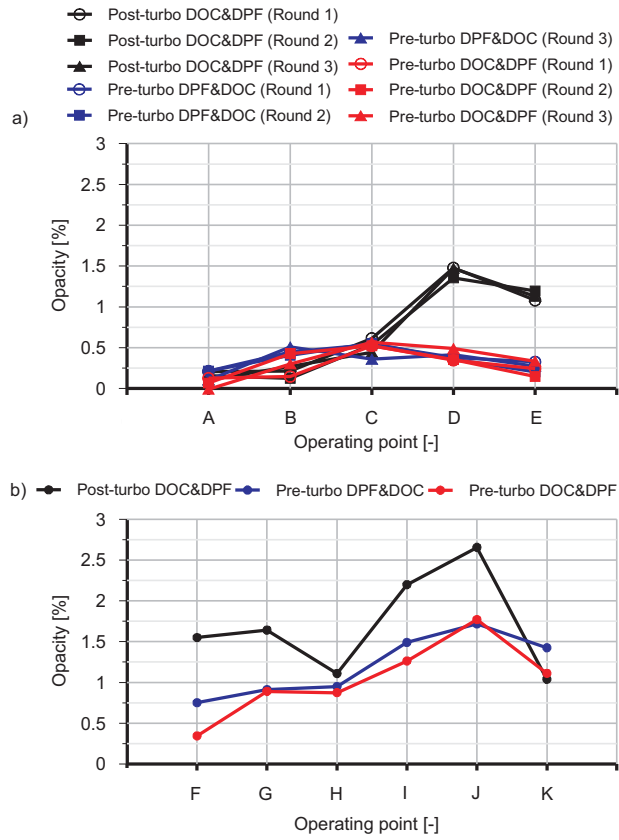 Post-turbo DOC&DPF (Round 1)
Post-turbo DOC&DPF (Round 2)
Post-turbo DOC&DPF (Round 3)
Pre-turbo DPF&DOC (Round 1)
Pre-turbo DPF&DOC (Round 2)
Pre-turbo DPF&DOC (Round 3)
Pre-turbo DOC&DPF (Round 1)
Pre-turbo DOC&DPF (Round 2)
Pre-turbo DOC&DPF (Round 3)
a)
3
2.5
2
1.5
1
0.5
0
Opacity [%]
A B C D E
Operating point [-]
b)
Post-turbo DOC&DPF
Pre-turbo DPF&DOC
Pre-turbo DOC&DPF
3
2.5
2
1.5
1
0.5
0
Opacity [%]
F G H I J K
Operating point [-]